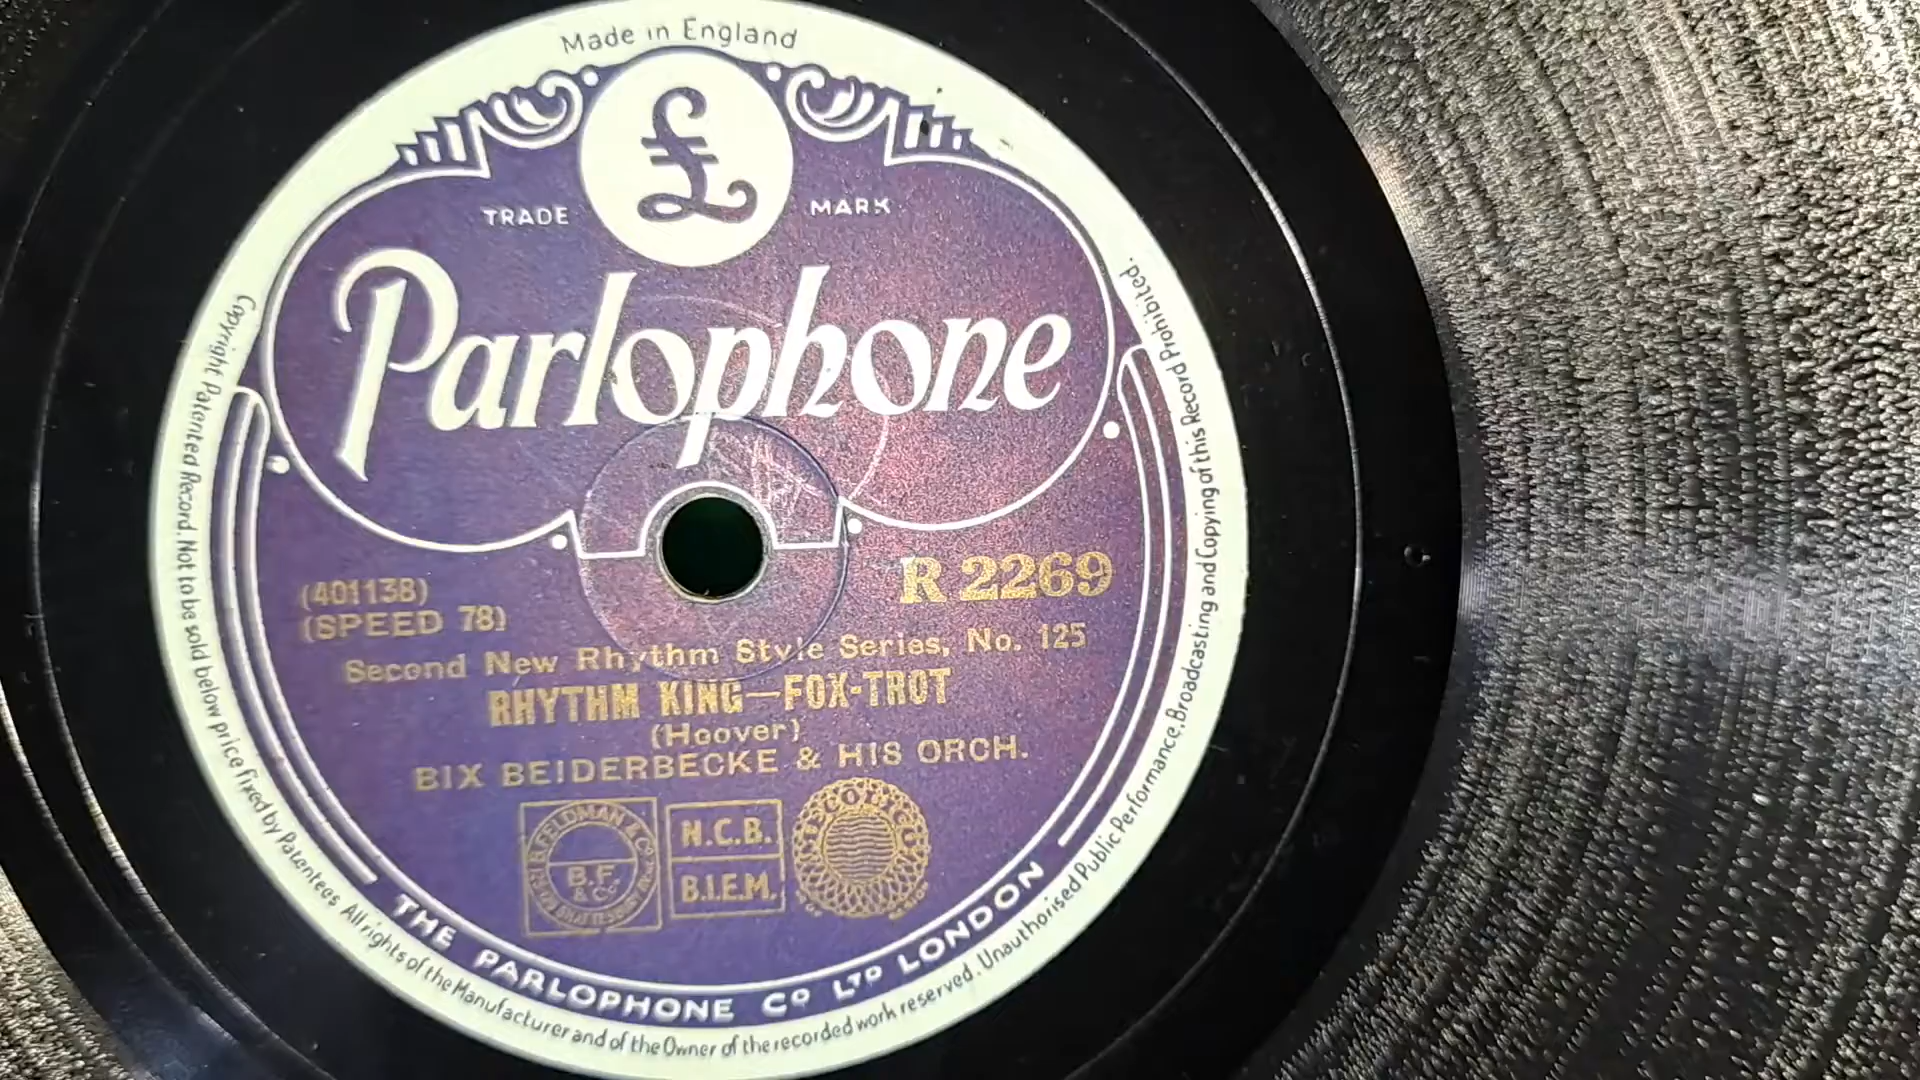 Made in England
£
TRADE MARK
Parlophone
(401138)
(SPEED 78)
R 2269
Second New Rhythm Style Series, No. 125
RHYTHM KING—FOX-TROT
(Hoover)
BIX BEIDERBECKE & HIS ORCH.
B. FELDMAN & Co.
B.F.
& Co.
N.C.B.
B.I.E.M.
THE PARLOPHONE Co LTD LONDON
Copyright. Patented Record. Not to be sold below price fixed by Patentees. All rights of the Manufacturer and of the Owner of the recorded work reserved. Unauthorised Public Performance, Broadcasting and Copying of this Record Prohibited.